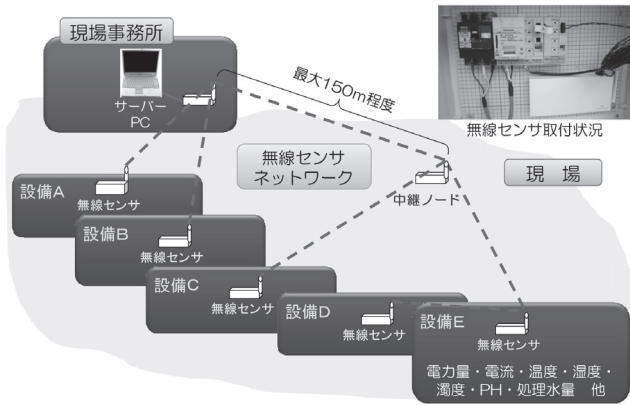 現場事務所
サーバー
PC
最大150m程度
無線センサ取付状況
無線センサ
ネットワーク
現 場
中継ノード
設備A
無線センサ
設備B
無線センサ
設備C
無線センサ
設備D
無線センサ
設備E
無線センサ
電力量・電流・温度・湿度・
濁度・PH・処理水量 他